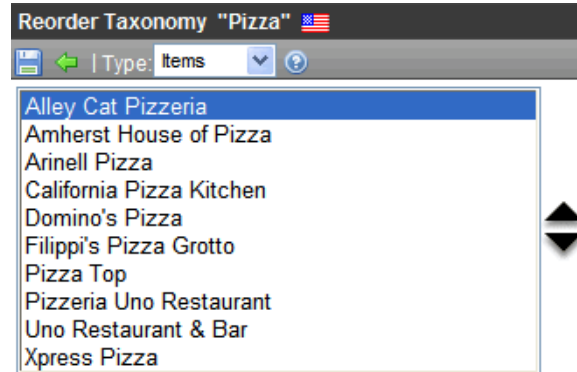 Reorder Taxonomy "Pizza"
| Type: Items
Alley Cat Pizzeria
Amherst House of Pizza
Arinell Pizza
California Pizza Kitchen
Domino's Pizza
Filippi's Pizza Grotto
Pizza Top
Pizzeria Uno Restaurant
Uno Restaurant & Bar
Xpress Pizza